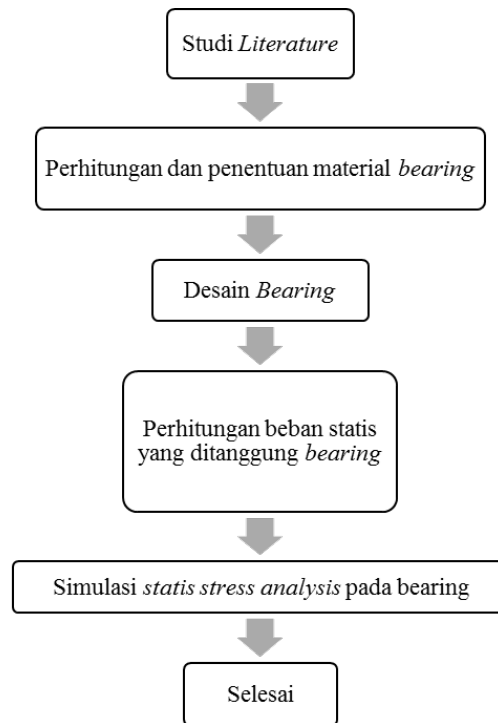 Studi Literature
Perhitungan dan penentuan material bearing
Desain Bearing
Perhitungan beban statis
yang ditanggung bearing
Simulasi statis stress analysis pada bearing
Selesai